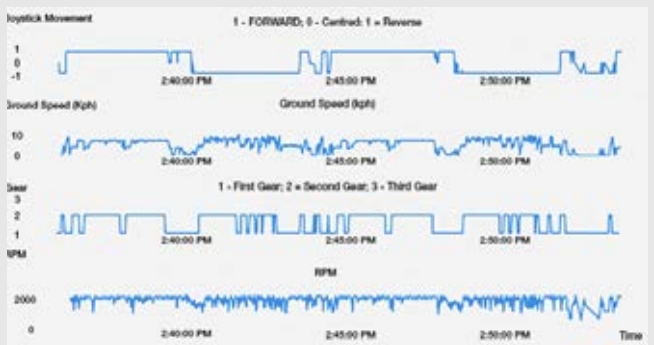 Joystick Movement
1 - FORWARD; 0 - Centred: 1 = Reverse
1
0
-1
2:40:00 PM 2:45:00 PM 2:50:00 PM
Ground Speed (Kph)
Ground Speed (kph)
10
0
2:40:00 PM 2:45:00 PM 2:50:00 PM
Gear
1 - First Gear; 2 = Second Gear; 3 - Third Gear
3
2
1
2:40:00 PM 2:45:00 PM 2:50:00 PM
RPM
RPM
2000
0
2:40:00 PM 2:45:00 PM 2:50:00 PM Time